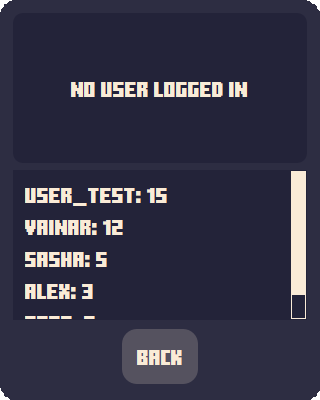 NO USER LOGGED IN
USER_TEST: 15
VAINAR: 12
SASHA: 5
ALEX: 3
BACK